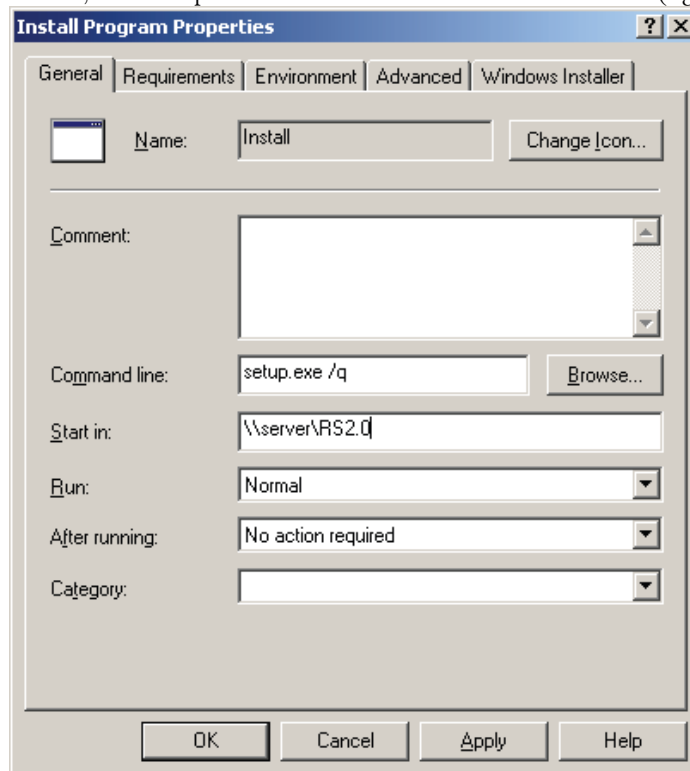 Install Program Properties
General Requirements Environment Advanced Windows Installer
Name: Install Change Icon...
Comment:
Command line: setup.exe /q Browse...
Start in: \\server\RS2.0
Run: Normal
After running: No action required
Category:
OK Cancel Apply Help